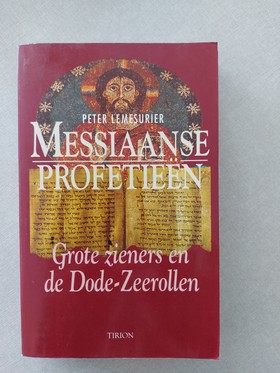 PETER LEMESURIER
MESSIAANSE
PROFETIEËN
Grote zieners en
de Dode-Zeerollen
TIRION